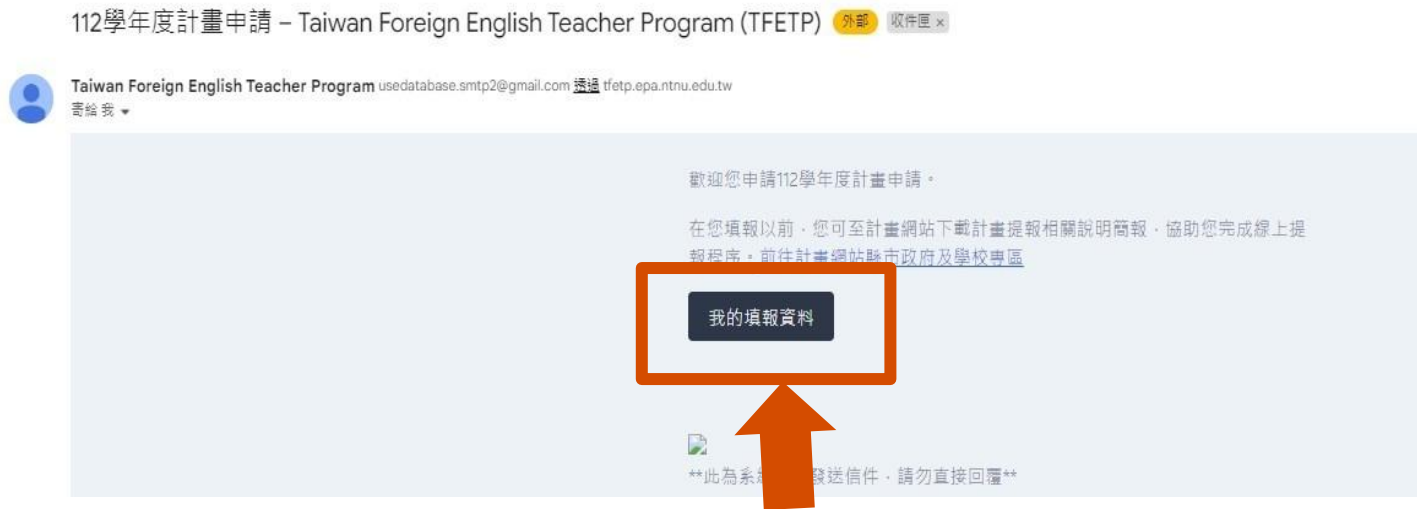 112學年度計畫申請 – Taiwan Foreign English Teacher Program (TFETP) 外部 收件匣 ×
Taiwan Foreign English Teacher Program usedatabase.smtp2@gmail.com 透過 tfetp.epa.ntnu.edu.tw
寄給 我
歡迎您申請112學年度計畫申請。
在您填報以前，您可至計畫網站下載計畫提報相關說明簡報，協助您完成線上提
報程序。前往計畫網站縣市政府及學校專區
我的填報資料
**此為系 發送信件，請勿直接回覆**